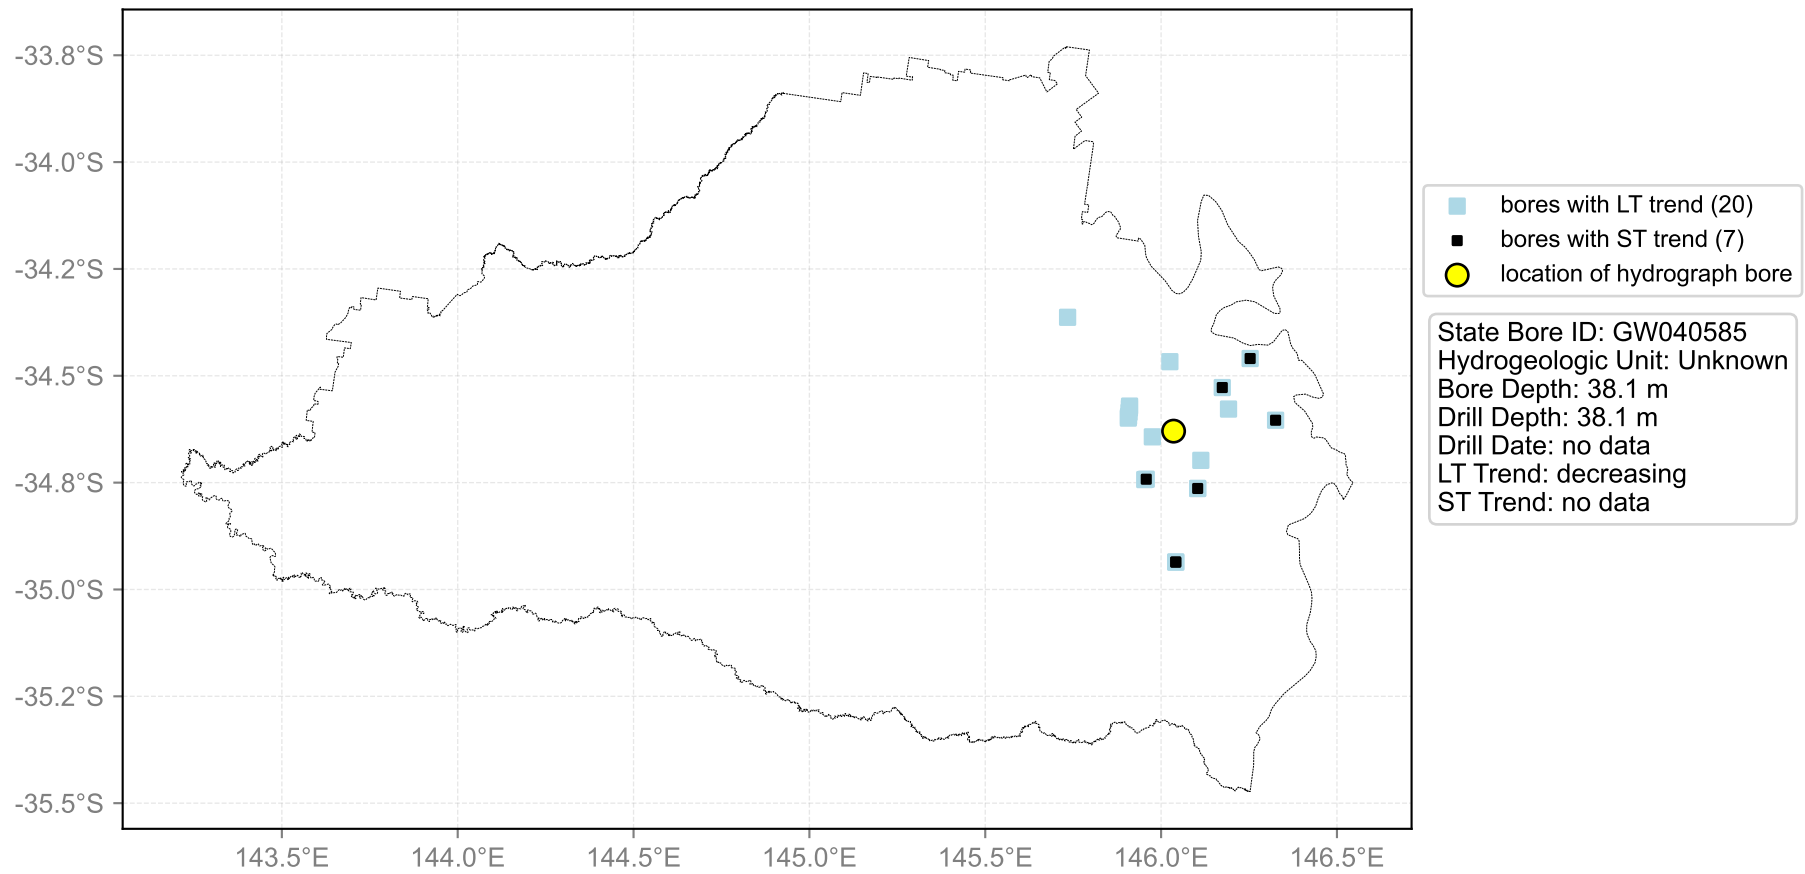 -33.8°S
-34.0°S
-34.2°S
-34.5°S
-34.8°S
-35.0°S
-35.2°S
-35.5°S
143.5°E
144.0°E
144.5°E
145.0°E
145.5°E
146.0°E
146.5°E
bores with LT trend (20)
bores with ST trend (7)
location of hydrograph bore
State Bore ID: GW040585
Hydrogeologic Unit: Unknown
Bore Depth: 38.1 m
Drill Depth: 38.1 m
Drill Date: no data
LT Trend: decreasing
ST Trend: no data